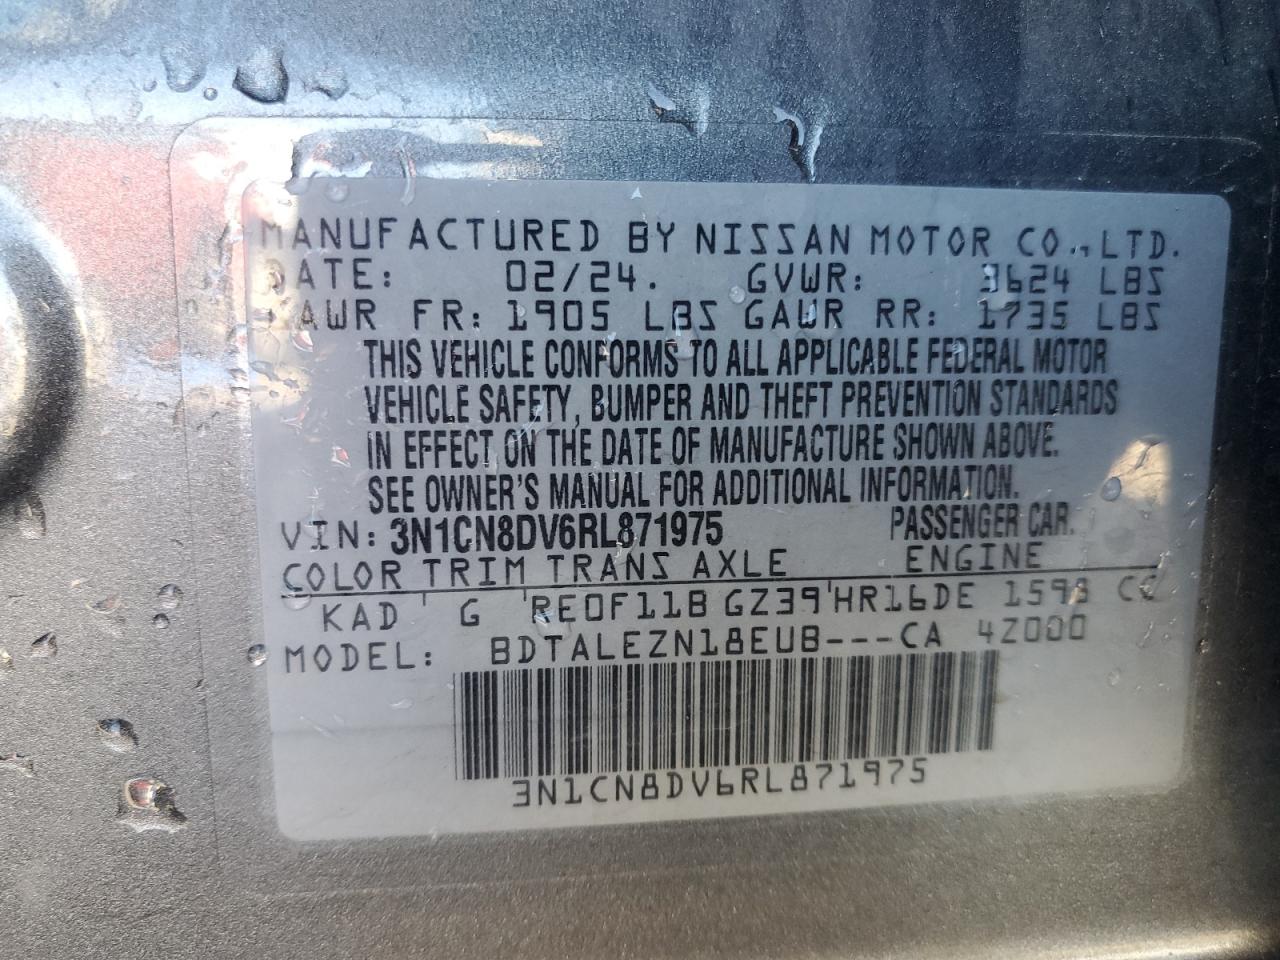 MANUFACTURED BY NISSAN MOTOR CO., LTD.
DATE: 02/24. GVWR: 3624 LBS
GAWR FR: 1905 LBS GAWR RR: 1735 LBS
THIS VEHICLE CONFORMS TO ALL APPLICABLE FEDERAL MOTOR
VEHICLE SAFETY, BUMPER AND THEFT PREVENTION STANDARDS
IN EFFECT ON THE DATE OF MANUFACTURE SHOWN ABOVE.
SEE OWNER'S MANUAL FOR ADDITIONAL INFORMATION.
VIN: 3N1CN8DV6RL871975 PASSENGER CAR.
COLOR TRIM TRANS AXLE ENGINE
KAD ' G 'RE0F11B GZ39'HR16DE 1598 CC
MODEL: BDTALEZN18EUB---CA 4Z000
3N1CN8DV6RL871975